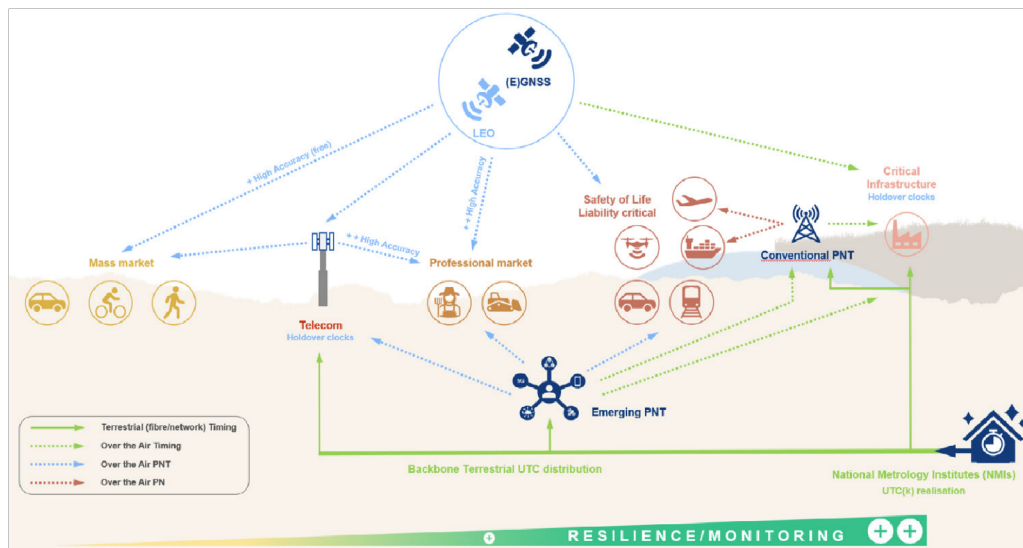 (E)GNSS
LEO
+ High Accuracy (free)
++ High Accuracy
Critical
Infrastructure
Holdover clocks
Safety of Life
Liability critical
++ High Accuracy
Mass market
Professional market
Conventional PNT
Telecom
Holdover clocks
5G
Emerging PNT
Terrestrial (fibre/network) Timing
Over the Air Timing
Over the Air PNT
Over the Air PN
Backbone Terrestrial UTC distribution
National Metrology Institutes (NMIs)
UTC(k) realisation
RESILIENCE/MONITORING